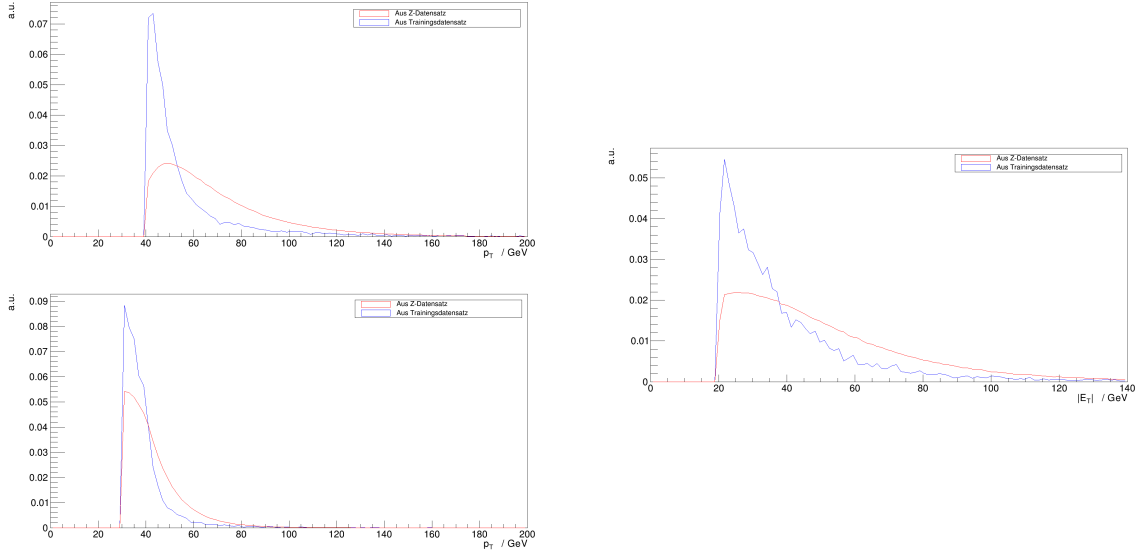 a.u.
Aus Z-Datensatz
Aus Trainingsdatensatz
0.07
0.06
0.05
0.04
0.03
0.02
0.01
0
0 20 40 60 80 100 120 140 160 180 200
p_T / GeV
a.u.
Aus Z-Datensatz
Aus Trainingsdatensatz
0.09
0.08
0.07
0.06
0.05
0.04
0.03
0.02
0.01
0
0 20 40 60 80 100 120 140 160 180 200
p_T / GeV
a.u.
Aus Z-Datensatz
Aus Trainingsdatensatz
0.05
0.04
0.03
0.02
0.01
0
0 20 40 60 80 100 120 140
|E_T| / GeV